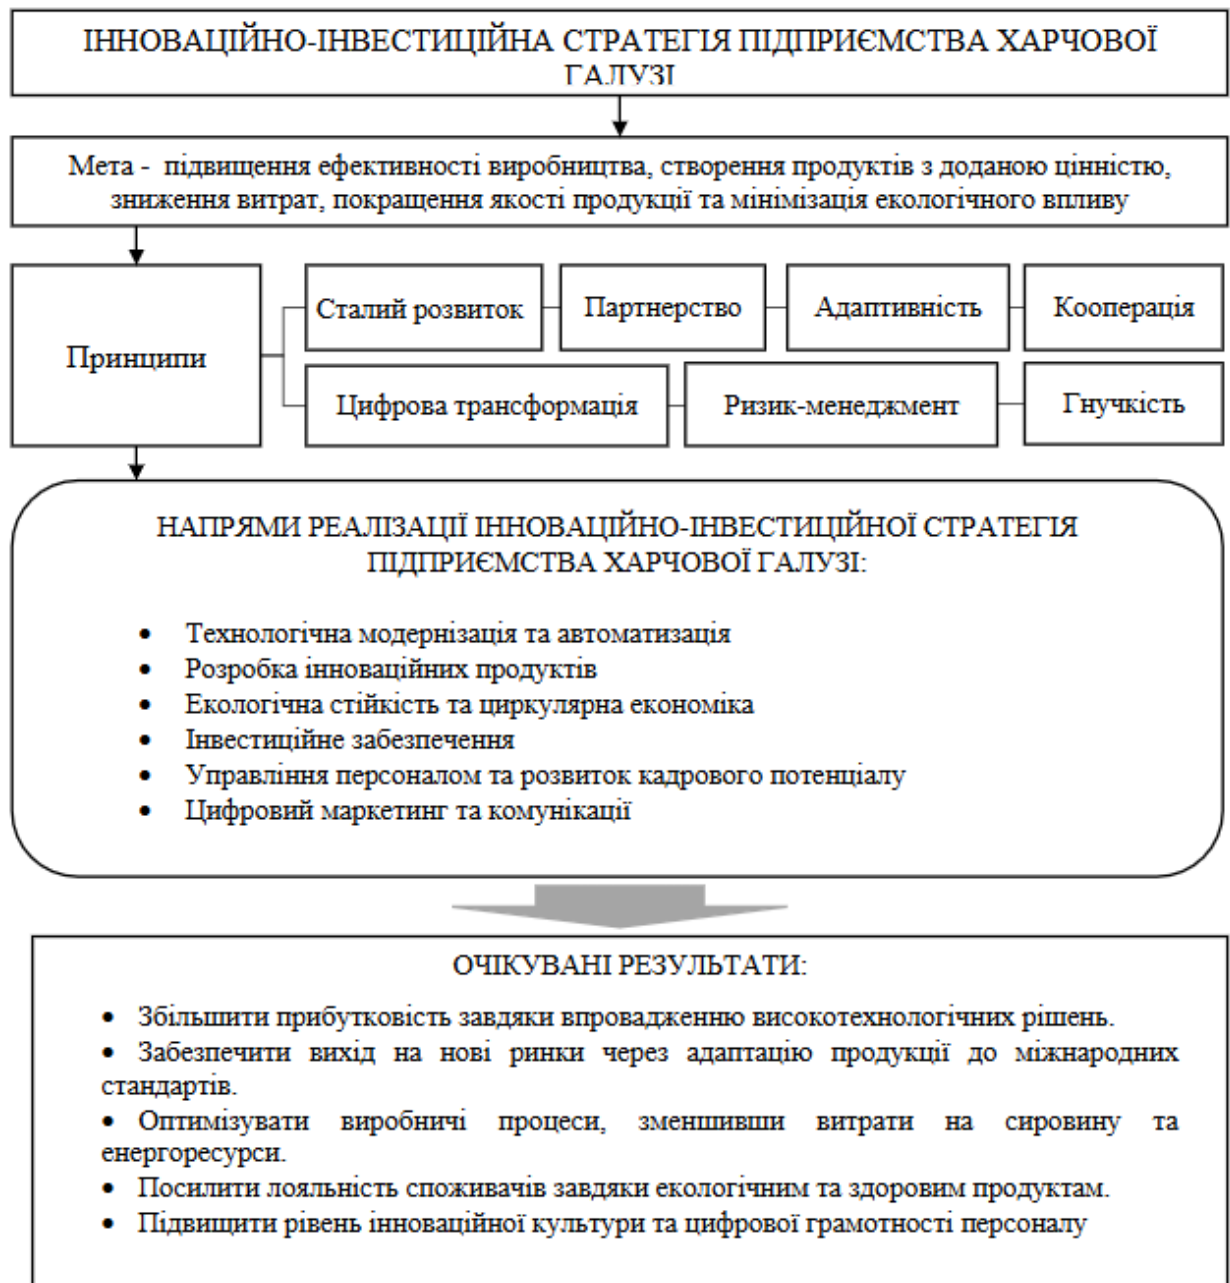 ІННОВАЦІЙНО-ІНВЕСТИЦІЙНА СТРАТЕГІЯ ПІДПРИЄМСТВА ХАРЧОВОЇ
ГАЛУЗІ
Мета - підвищення ефективності виробництва, створення продуктів з доданою цінністю,
зниження витрат, покращення якості продукції та мінімізація екологічного впливу
Принципи
Сталий розвиток
Партнерство
Адаптивність
Кооперація
Цифрова трансформація
Ризик-менеджмент
Гнучкість
НАПРЯМИ РЕАЛІЗАЦІЇ ІННОВАЦІЙНО-ІНВЕСТИЦІЙНОЇ СТРАТЕГІЯ
ПІДПРИЄМСТВА ХАРЧОВОЇ ГАЛУЗІ:
• Технологічна модернізація та автоматизація
• Розробка інноваційних продуктів
• Екологічна стійкість та циркулярна економіка
• Інвестиційне забезпечення
• Управління персоналом та розвиток кадрового потенціалу
• Цифровий маркетинг та комунікації
ОЧІКУВАНІ РЕЗУЛЬТАТИ:
• Збільшити прибутковість завдяки впровадженню високотехнологічних рішень.
• Забезпечити вихід на нові ринки через адаптацію продукції до міжнародних
стандартів.
• Оптимізувати виробничі процеси, зменшивши витрати на сировину та
енергоресурси.
• Посилити лояльність споживачів завдяки екологічним та здоровим продуктам.
• Підвищити рівень інноваційної культури та цифрової грамотності персоналу